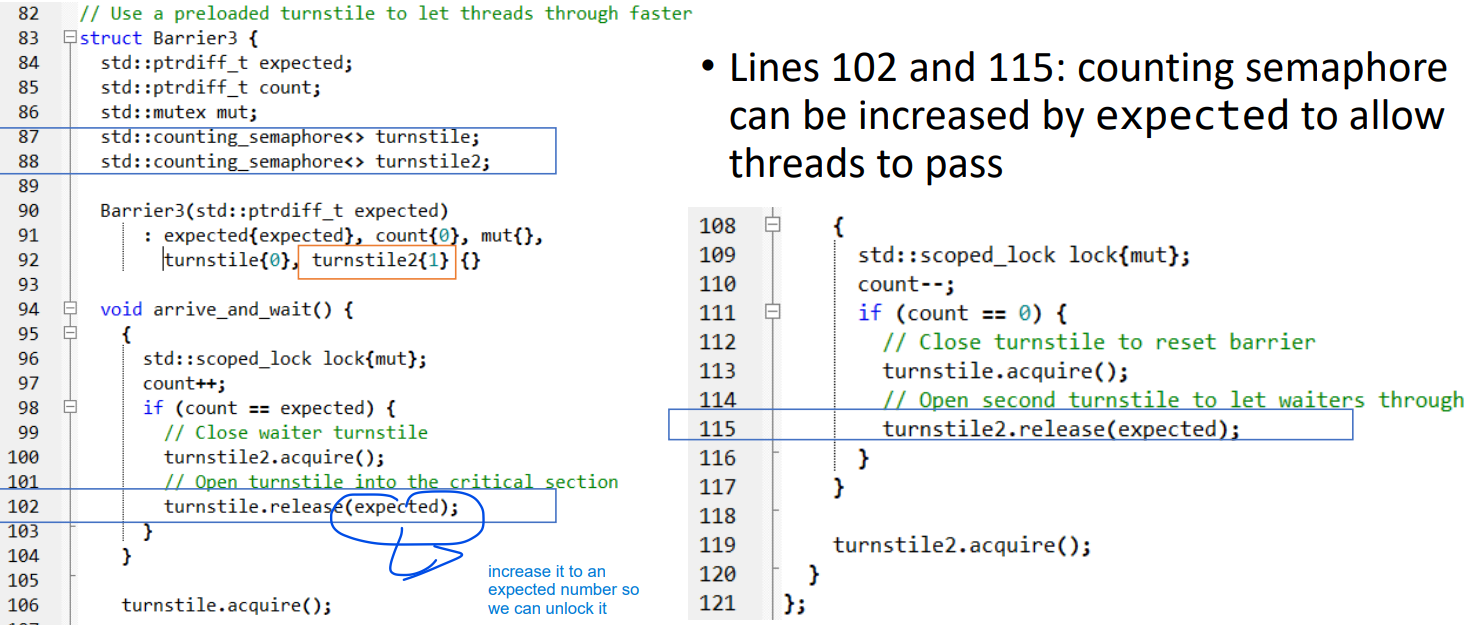 82 // Use a preloaded turnstile to let threads through faster
83 struct Barrier3 {
84 std::ptrdiff_t expected;
85 std::ptrdiff_t count;
86 std::mutex mut;
87 std::counting_semaphore<> turnstile;
88 std::counting_semaphore<> turnstile2;
89
90 Barrier3(std::ptrdiff_t expected)
91 : expected{expected}, count{0}, mut{},
92 turnstile{0}, turnstile2{1} {}
93
94 void arrive_and_wait() {
95 {
96 std::scoped_lock lock{mut};
97 count++;
98 if (count == expected) {
99 // Close waiter turnstile
100 turnstile2.acquire();
101 // Open turnstile into the critical section
102 turnstile.release(expected);
103 }
104 }
105
106 turnstile.acquire();
increase it to an
expected number so
we can unlock it
• Lines 102 and 115: counting semaphore
can be increased by expected to allow
threads to pass
108 {
109 std::scoped_lock lock{mut};
110 count--;
111 if (count == 0) {
112 // Close turnstile to reset barrier
113 turnstile.acquire();
114 // Open second turnstile to let waiters through
115 turnstile2.release(expected);
116 }
117 }
118
119 turnstile2.acquire();
120 }
121 };